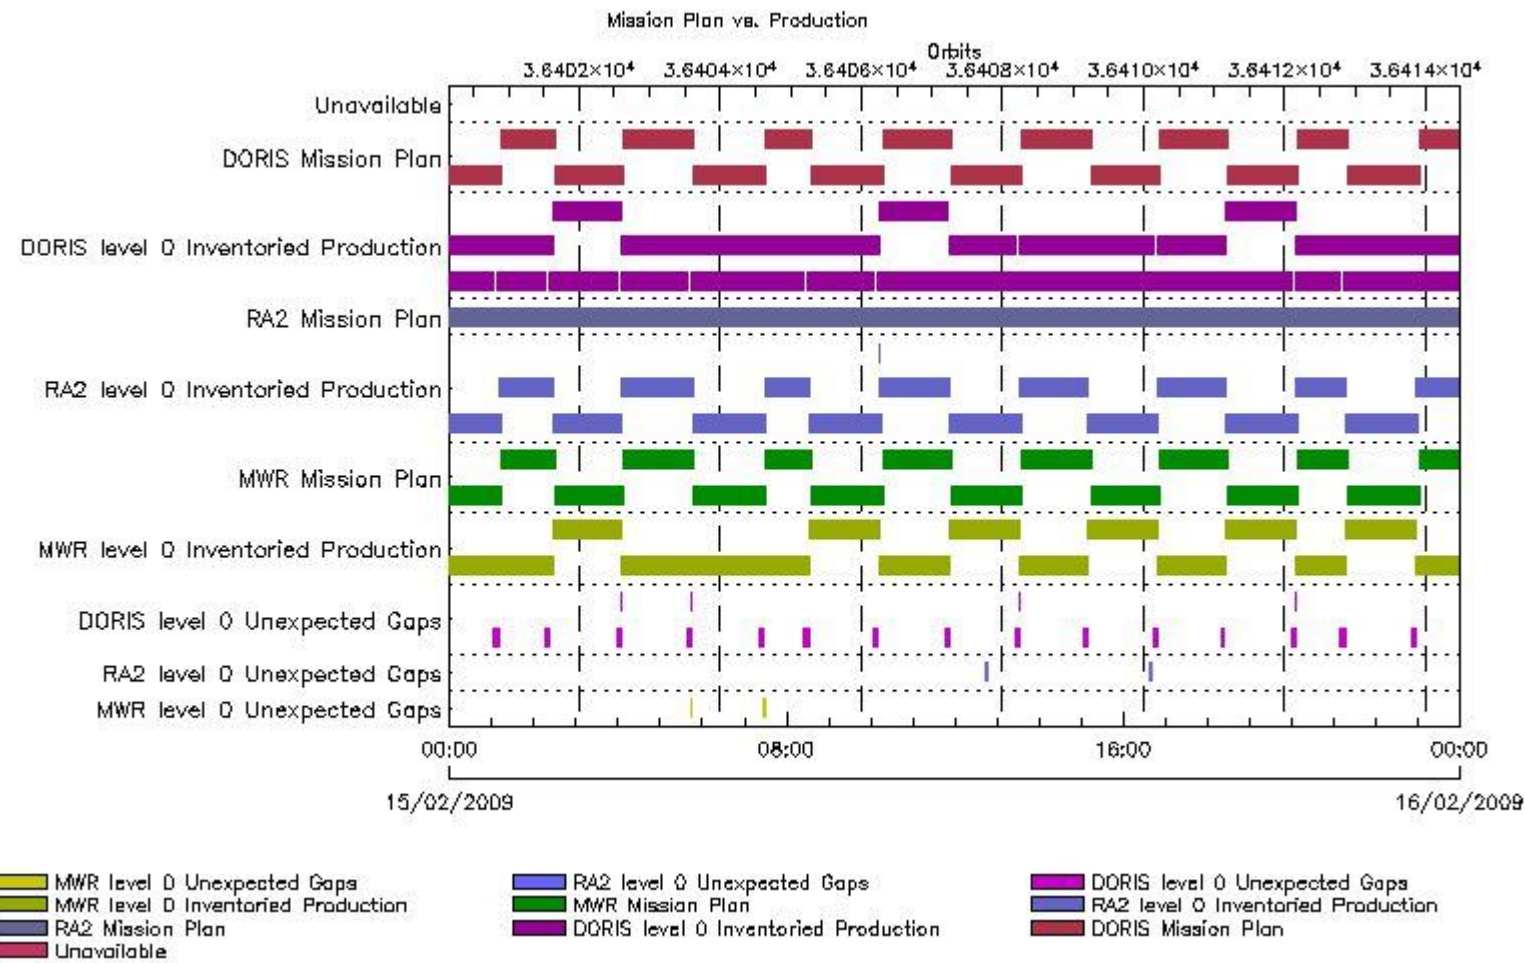 Mission Plan vs. Production
Orbits
3.6402×10⁴ 3.6404×10⁴ 3.6406×10⁴ 3.6408×10⁴ 3.6410×10⁴ 3.6412×10⁴ 3.6414×10⁴
Unavailable
DORIS Mission Plan
DORIS level 0 Inventoried Production
RA2 Mission Plan
RA2 level 0 Inventoried Production
MWR Mission Plan
MWR level 0 Inventoried Production
DORIS level 0 Unexpected Gaps
RA2 level 0 Unexpected Gaps
MWR level 0 Unexpected Gaps
00:00 08:00 16:00 00:00
15/02/2009 16/02/2009
MWR level 0 Unexpected Gaps RA2 level 0 Unexpected Gaps DORIS level 0 Unexpected Gaps
MWR level 0 Inventoried Production MWR Mission Plan RA2 level 0 Inventoried Production
RA2 Mission Plan DORIS level 0 Inventoried Production DORIS Mission Plan
Unavailable